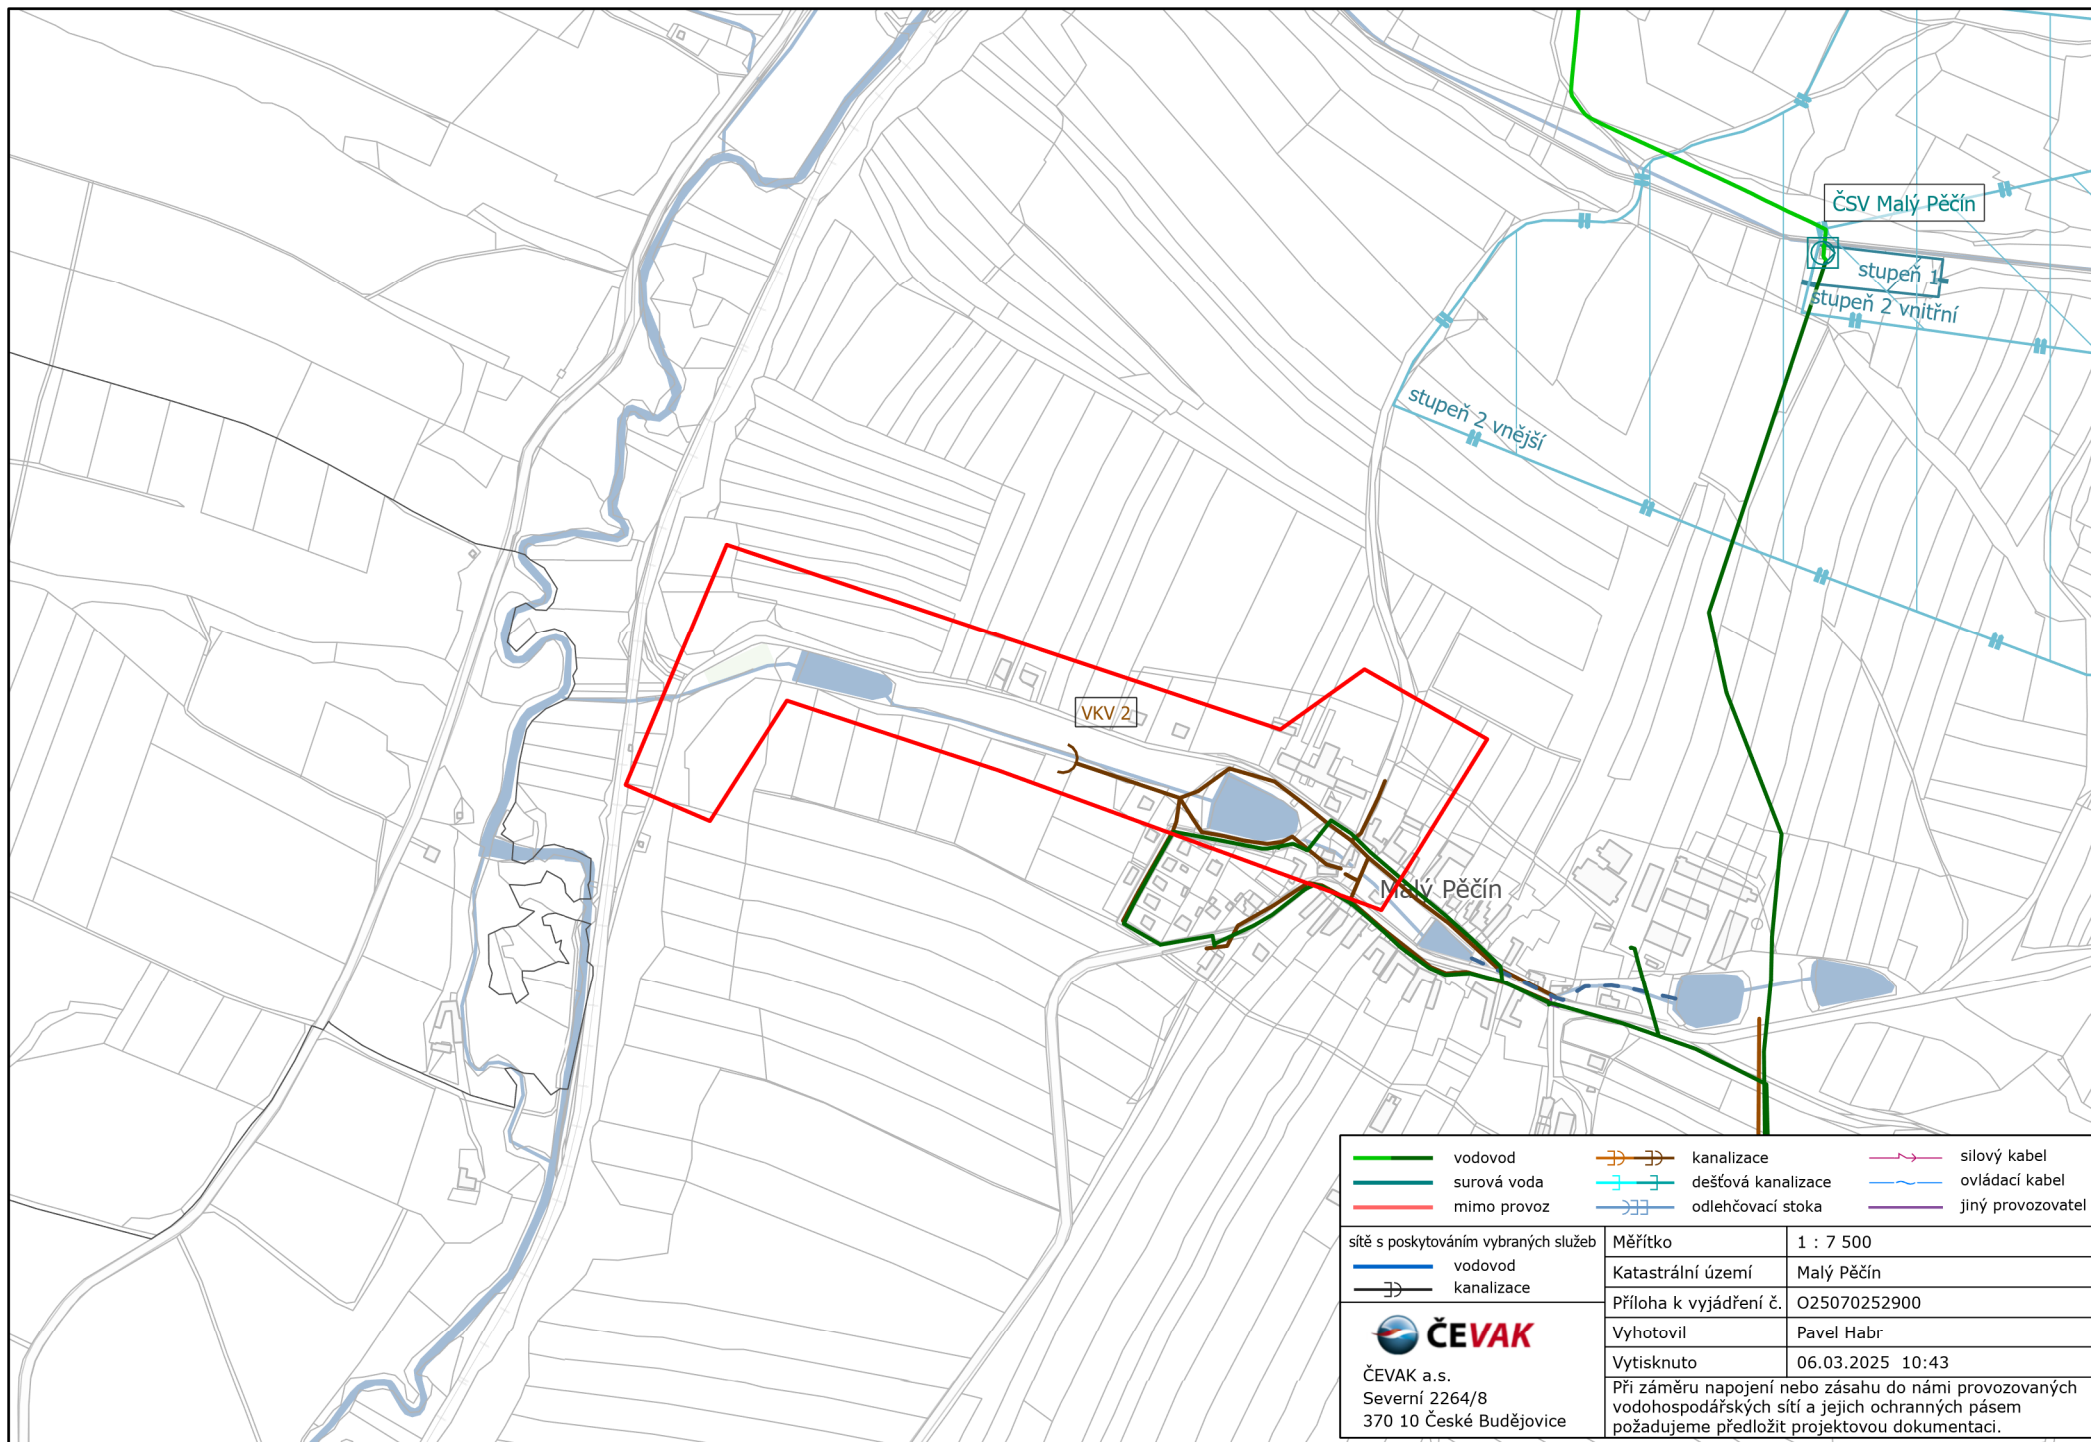 ČSV Malý Pěčín
stupeň 1
stupeň 2 vnitřní
stupeň 2 vnější
VKV 2
Malý Pěčín
vodovod
surová voda
mimo provoz
kanalizace
dešťová kanalizace
odlehčovací stoka
silový kabel
ovládací kabel
jiný provozovatel
sítě s poskytováním vybraných služeb
vodovod
kanalizace
ČEVAK
ČEVAK a.s.
Severní 2264/8
370 10 České Budějovice
Měřítko 1 : 7 500
Katastrální území Malý Pěčín
Příloha k vyjádření č. O25070252900
Vyhotovil Pavel Habr
Vytisknuto 06.03.2025 10:43
Při záměru napojení nebo zásahu do námi provozovaných
vodohospodářských sítí a jejich ochranných pásem
požadujeme předložit projektovou dokumentaci.